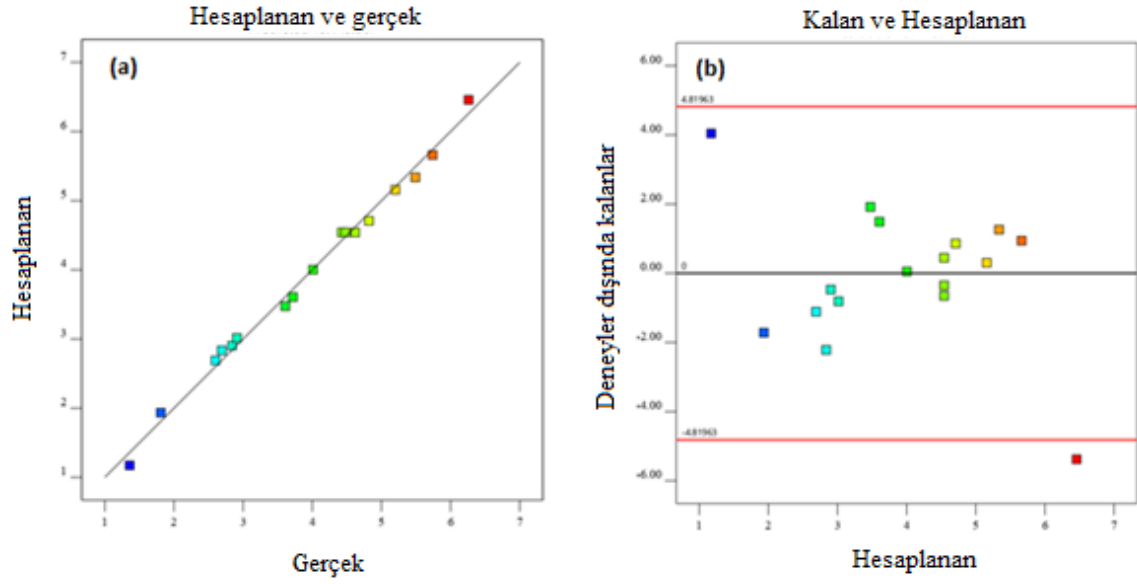 Hesaplanan ve gerçek
(a)
Hesaplanan
7
6
5
4
3
2
1
1 2 3 4 5 6 7
Gerçek
Kalan ve Hesaplanan
(b)
Deneyler dışında kalanlar
6.00
4.81963
4.00
2.00
0.00
0
-2.00
-4.00
-4.81963
-6.00
1 2 3 4 5 6 7
Hesaplanan